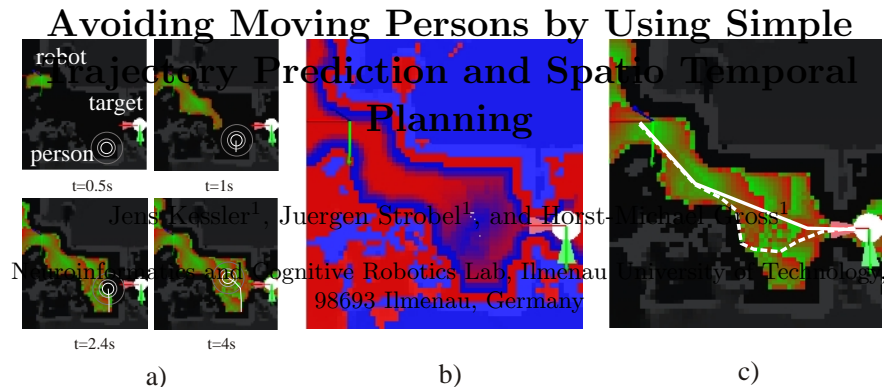 Avoiding Moving Persons by Using Simple
Trajectory Prediction and Spatio Temporal
Planning
robot
target
person
t=0.5s
t=1s
Jens Kessler1, Juergen Strobel1, and Horst-Michael Gross1
Neuroinformatics and Cognitive Robotics Lab, Ilmenau University of Technology,
98693 Ilmenau, Germany
t=2.4s
t=4s
a)
b)
c)